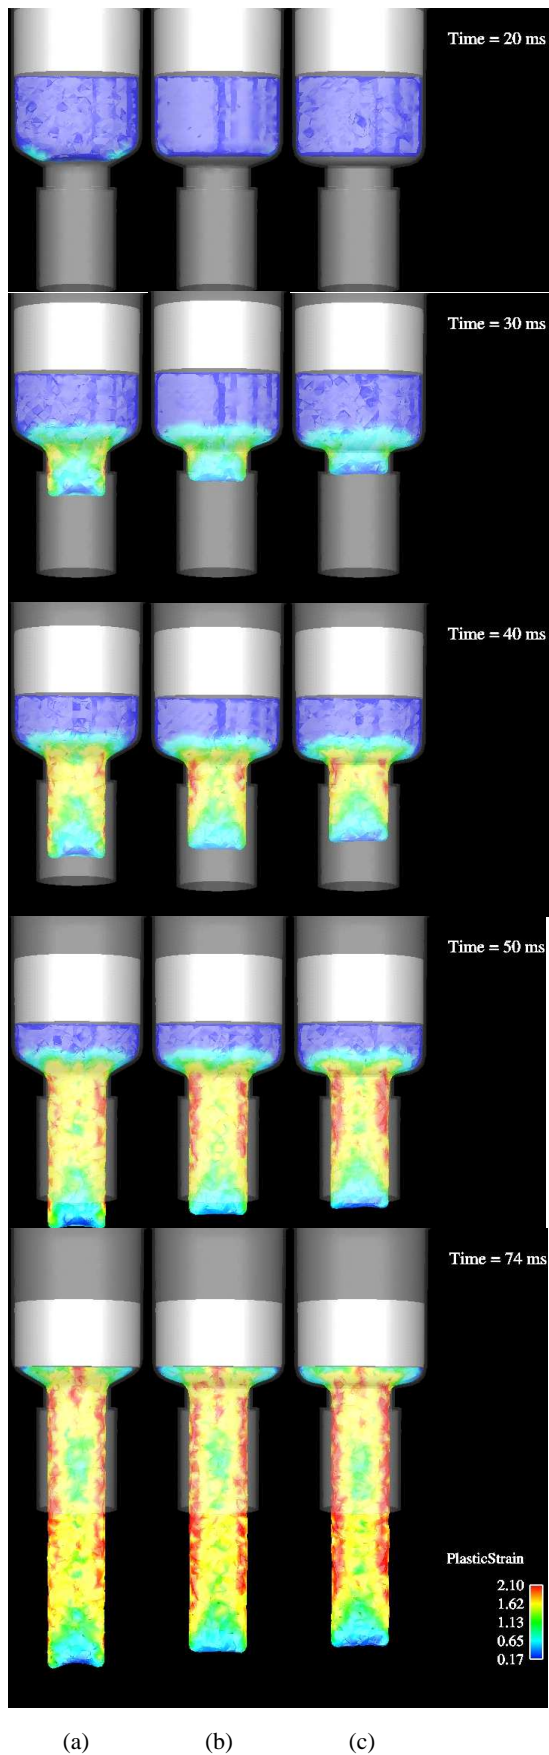 Time = 20 ms
Time = 30 ms
Time = 40 ms
Time = 50 ms
Time = 74 ms
PlasticStrain
2.10
1.62
1.13
0.65
0.17
(a) (b) (c)